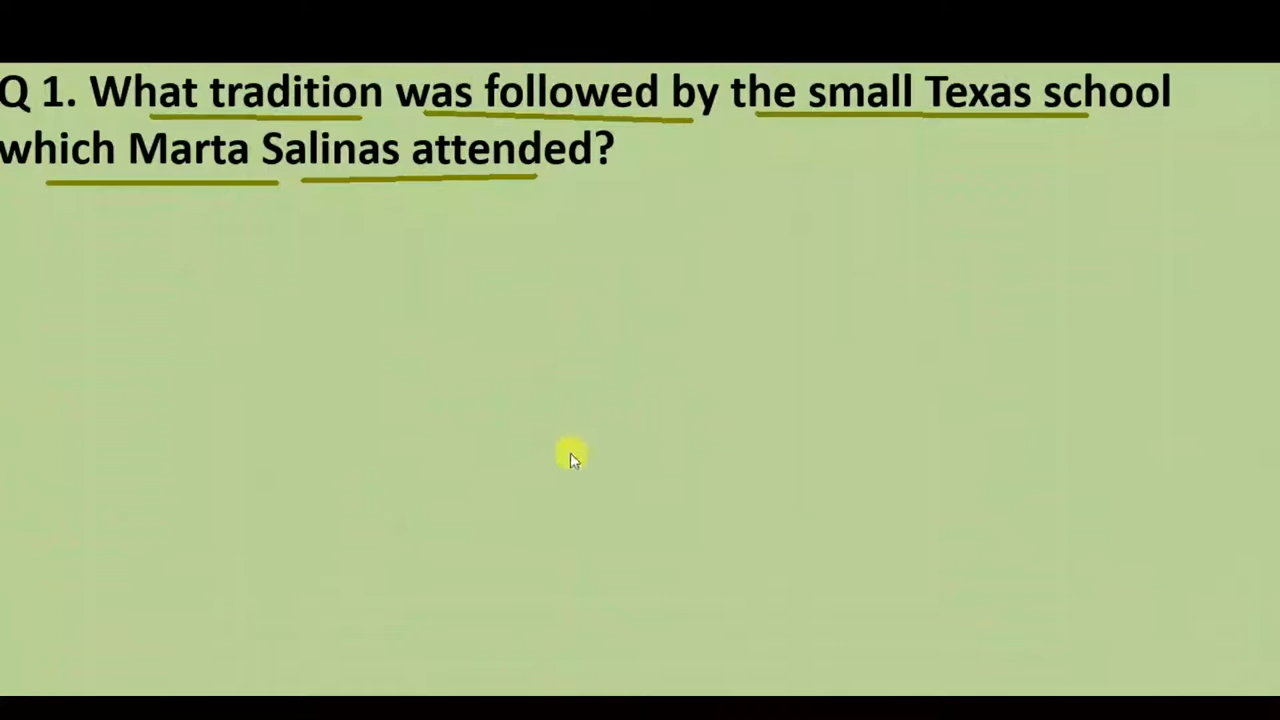 Q 1. What tradition was followed by the small Texas school
which Marta Salinas attended?